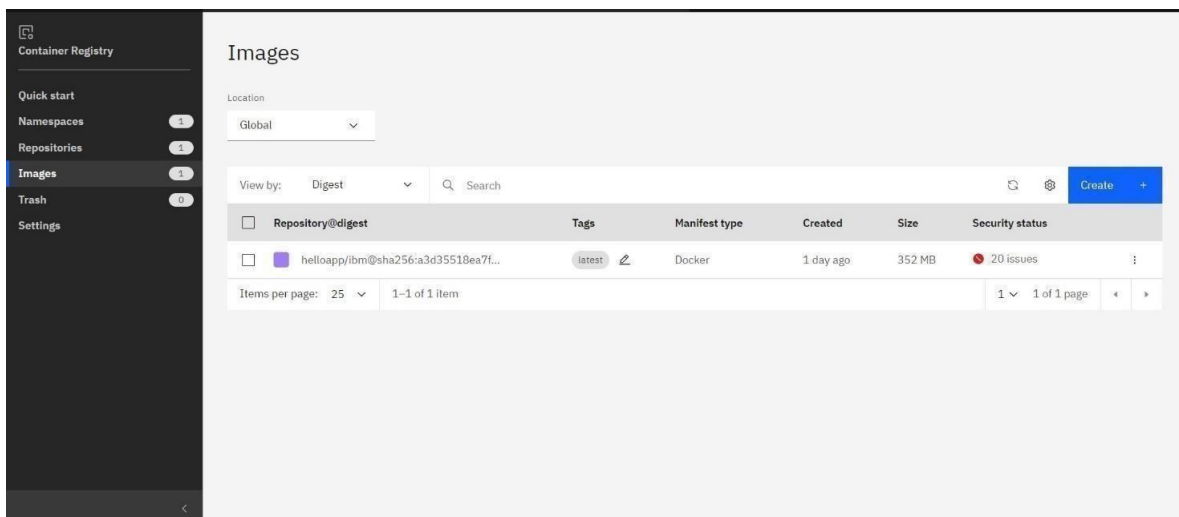 Container Registry
Quick start
Namespaces 1
Repositories 1
Images 1
Trash 0
Settings
Images
Location
Global
View by: Digest Search Create +
Repository@digest Tags Manifest type Created Size Security status
helloapp/ibm@sha256:a3d35518ea7f... latest Docker 1 day ago 352 MB 20 issues
Items per page: 25 1–1 of 1 item 1 1 of 1 page